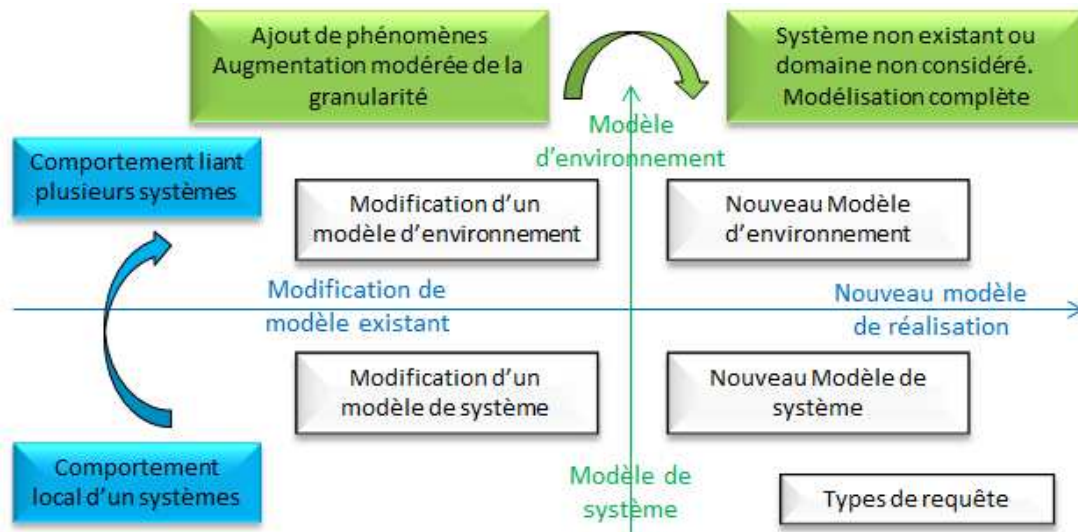 Ajout de phénomènes
Augmentation modérée de la
granularité
Système non existant ou
domaine non considéré.
Modélisation complète
Modèle
d'environnement
Comportement liant
plusieurs systèmes
Modification d'un
modèle d'environnement
Nouveau Modèle
d'environnement
Modification de
modèle existant
Nouveau modèle
de réalisation
Modification d'un
modèle de système
Nouveau Modèle de
système
Comportement
local d'un systèmes
Modèle de
système
Types de requête